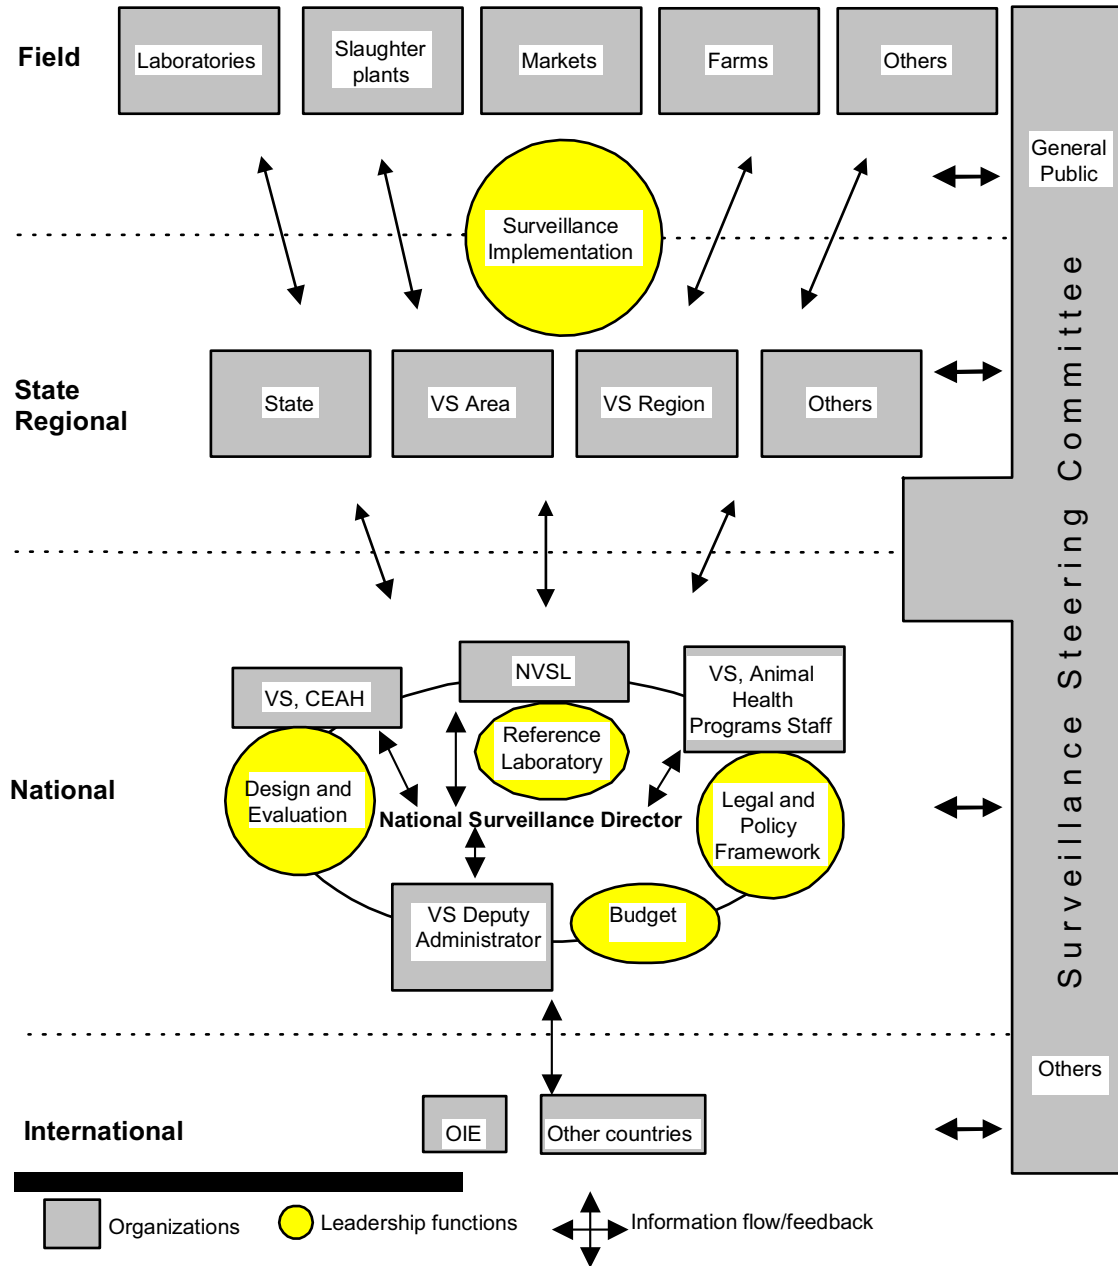 Field
Laboratories
Slaughter
plants
Markets
Farms
Others
General
Public
Surveillance
Implementation
State
Regional
State
VS Area
VS Region
Others
Surveillance Steering Committee
National
VS, CEAH
NVSL
VS, Animal
Health
Programs Staff
Reference
Laboratory
Design and
Evaluation
National Surveillance Director
Legal and
Policy
Framework
VS Deputy
Administrator
Budget
Others
International
OIE
Other countries
Organizations
Leadership functions
Information flow/feedback